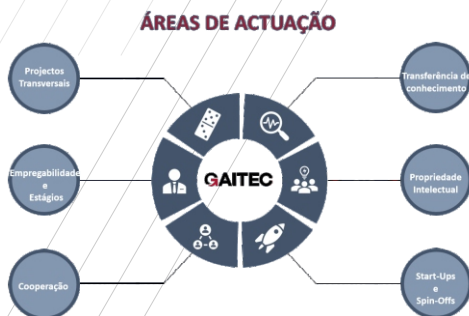 ÁREAS DE ACTUAÇÃO
Projectos
Transversais
Transferência de
conhecimento
Empregabilidade
e
Estágios
GAITEC
Propriedade
Intelectual
Cooperação
Start-Ups
e
Spin-Offs